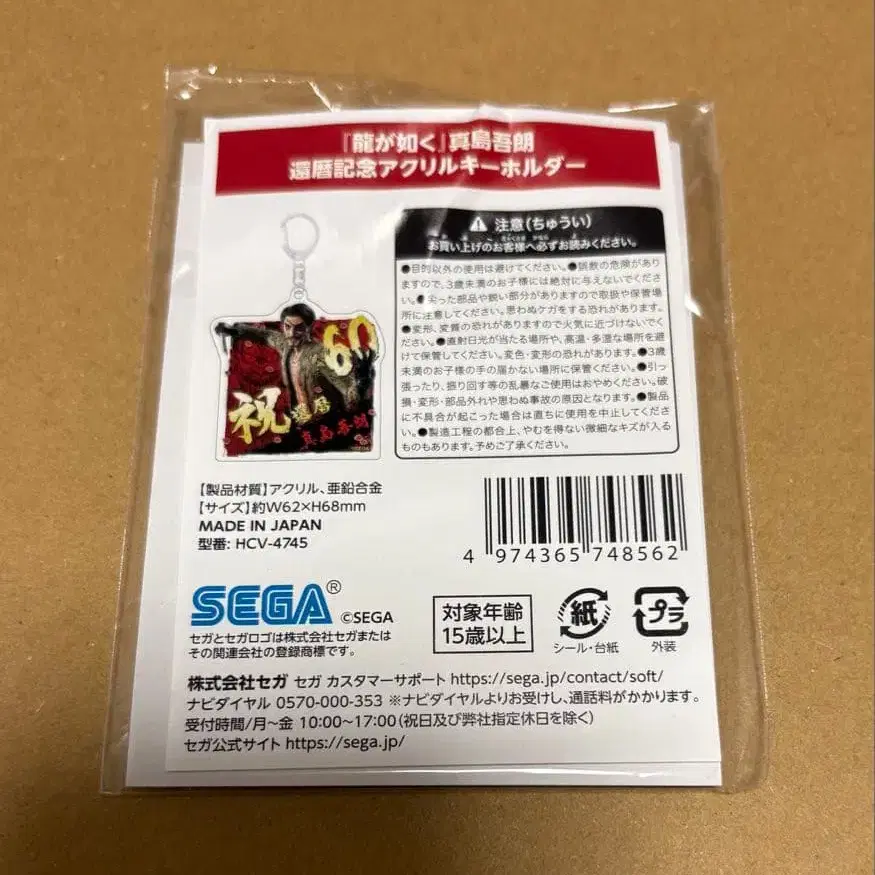 『龍が如く』真島吾朗
還暦記念アクリルキーホルダー
注意(ちゅうい)
お買い上げのお客様へ必ずお読みください。
●目的以外の使用は避けてください。●誤飲の危険があり
ますので、3歳未満のお子様には絶対に与えないでくださ
い。●尖った部品や鋭い部分がありますので取扱や保管場
所に注意してください。思わぬケガをする恐れがあります。
●変形、変質の恐れがありますので火気に近づけないでく
ださい。●直射日光が当たる場所や、高温・多湿な場所を避
けて保管してください。変色・変形の恐れがあります。●3歳
未満のお子様の手の届かない場所に保管ください。●引っ
張ったり、振り回す等の乱暴なご使用はおやめください。破
損・変形・部品外れや思わぬ事故の原因となります。●製品
に不具合が起こった場合は直ちに使用を中止してくださ
い。●製造工程の都合上、やむを得ない微細なキズが入る
ものもあります。予めご了承ください。
60
祝
還暦
真島吾朗
【製品材質】アクリル、亜鉛合金
【サイズ】約W62×H68mm
MADE IN JAPAN
型番: HCV-4745
4 974365 748562
SEGA®
©SEGA
セガとセガロゴは株式会社セガまたは
その関連会社の登録商標です。
対象年齢
15歳以上
紙
シール・台紙
プラ
外装
株式会社セガ セガ カスタマーサポート https://sega.jp/contact/soft/
ナビダイヤル 0570-000-353 ※ナビダイヤルよりお受けし、通話料がかかります。
受付時間/月~金 10:00~17:00(祝日及び弊社指定休日を除く)
セガ公式サイト https://sega.jp/